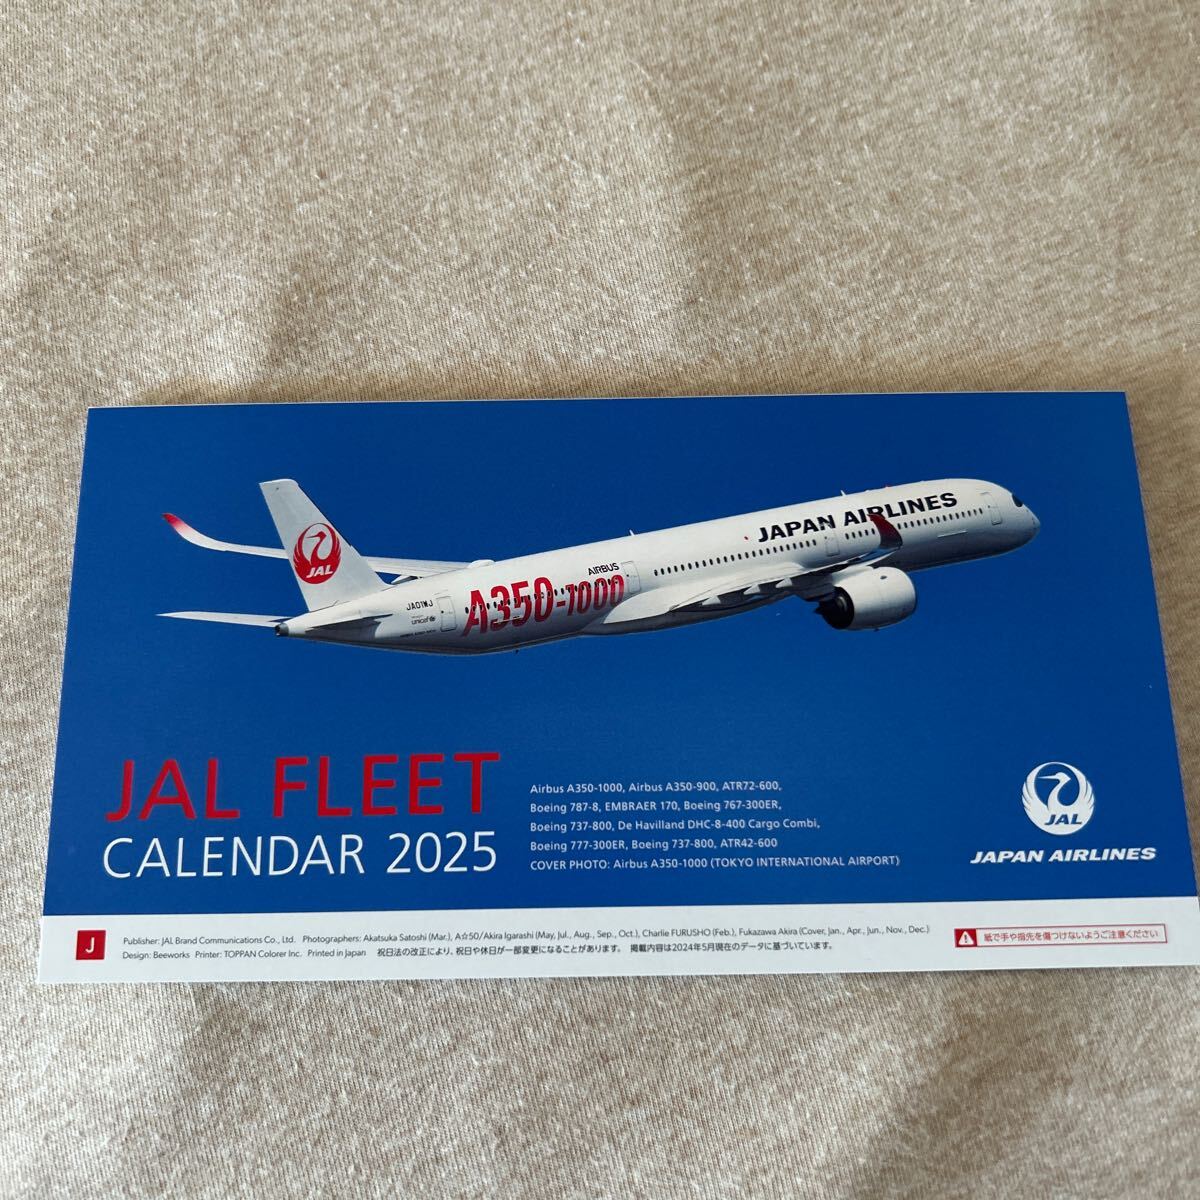 JAPAN AIRLINES
AIRBUS
A350-1000
JA01WJ
unicef
JAL
JAL FLEET
CALENDAR 2025
Airbus A350-1000, Airbus A350-900, ATR72-600,
Boeing 787-8, EMBRAER 170, Boeing 767-300ER,
Boeing 737-800, De Havilland DHC-8-400 Cargo Combi,
Boeing 777-300ER, Boeing 737-800, ATR42-600
COVER PHOTO: Airbus A350-1000 (TOKYO INTERNATIONAL AIRPORT)
JAL
JAPAN AIRLINES
J
Publisher: JAL Brand Communications Co., Ltd. Photographers: Akatsuka Satoshi (Mar.), A☆50/Akira Igarashi (May, Jul., Aug., Sep., Oct.), Charlie FURUSHO (Feb.), Fukazawa Akira (Cover, Jan., Apr., Jun., Nov., Dec.)
Design: Beeworks Printer: TOPPAN Colorer Inc. Printed in Japan 祝日法の改正により、祝日や休日が一部変更になることがあります。 掲載内容は2024年5月現在のデータに基づいています。
紙で手や指先を傷つけないようご注意ください